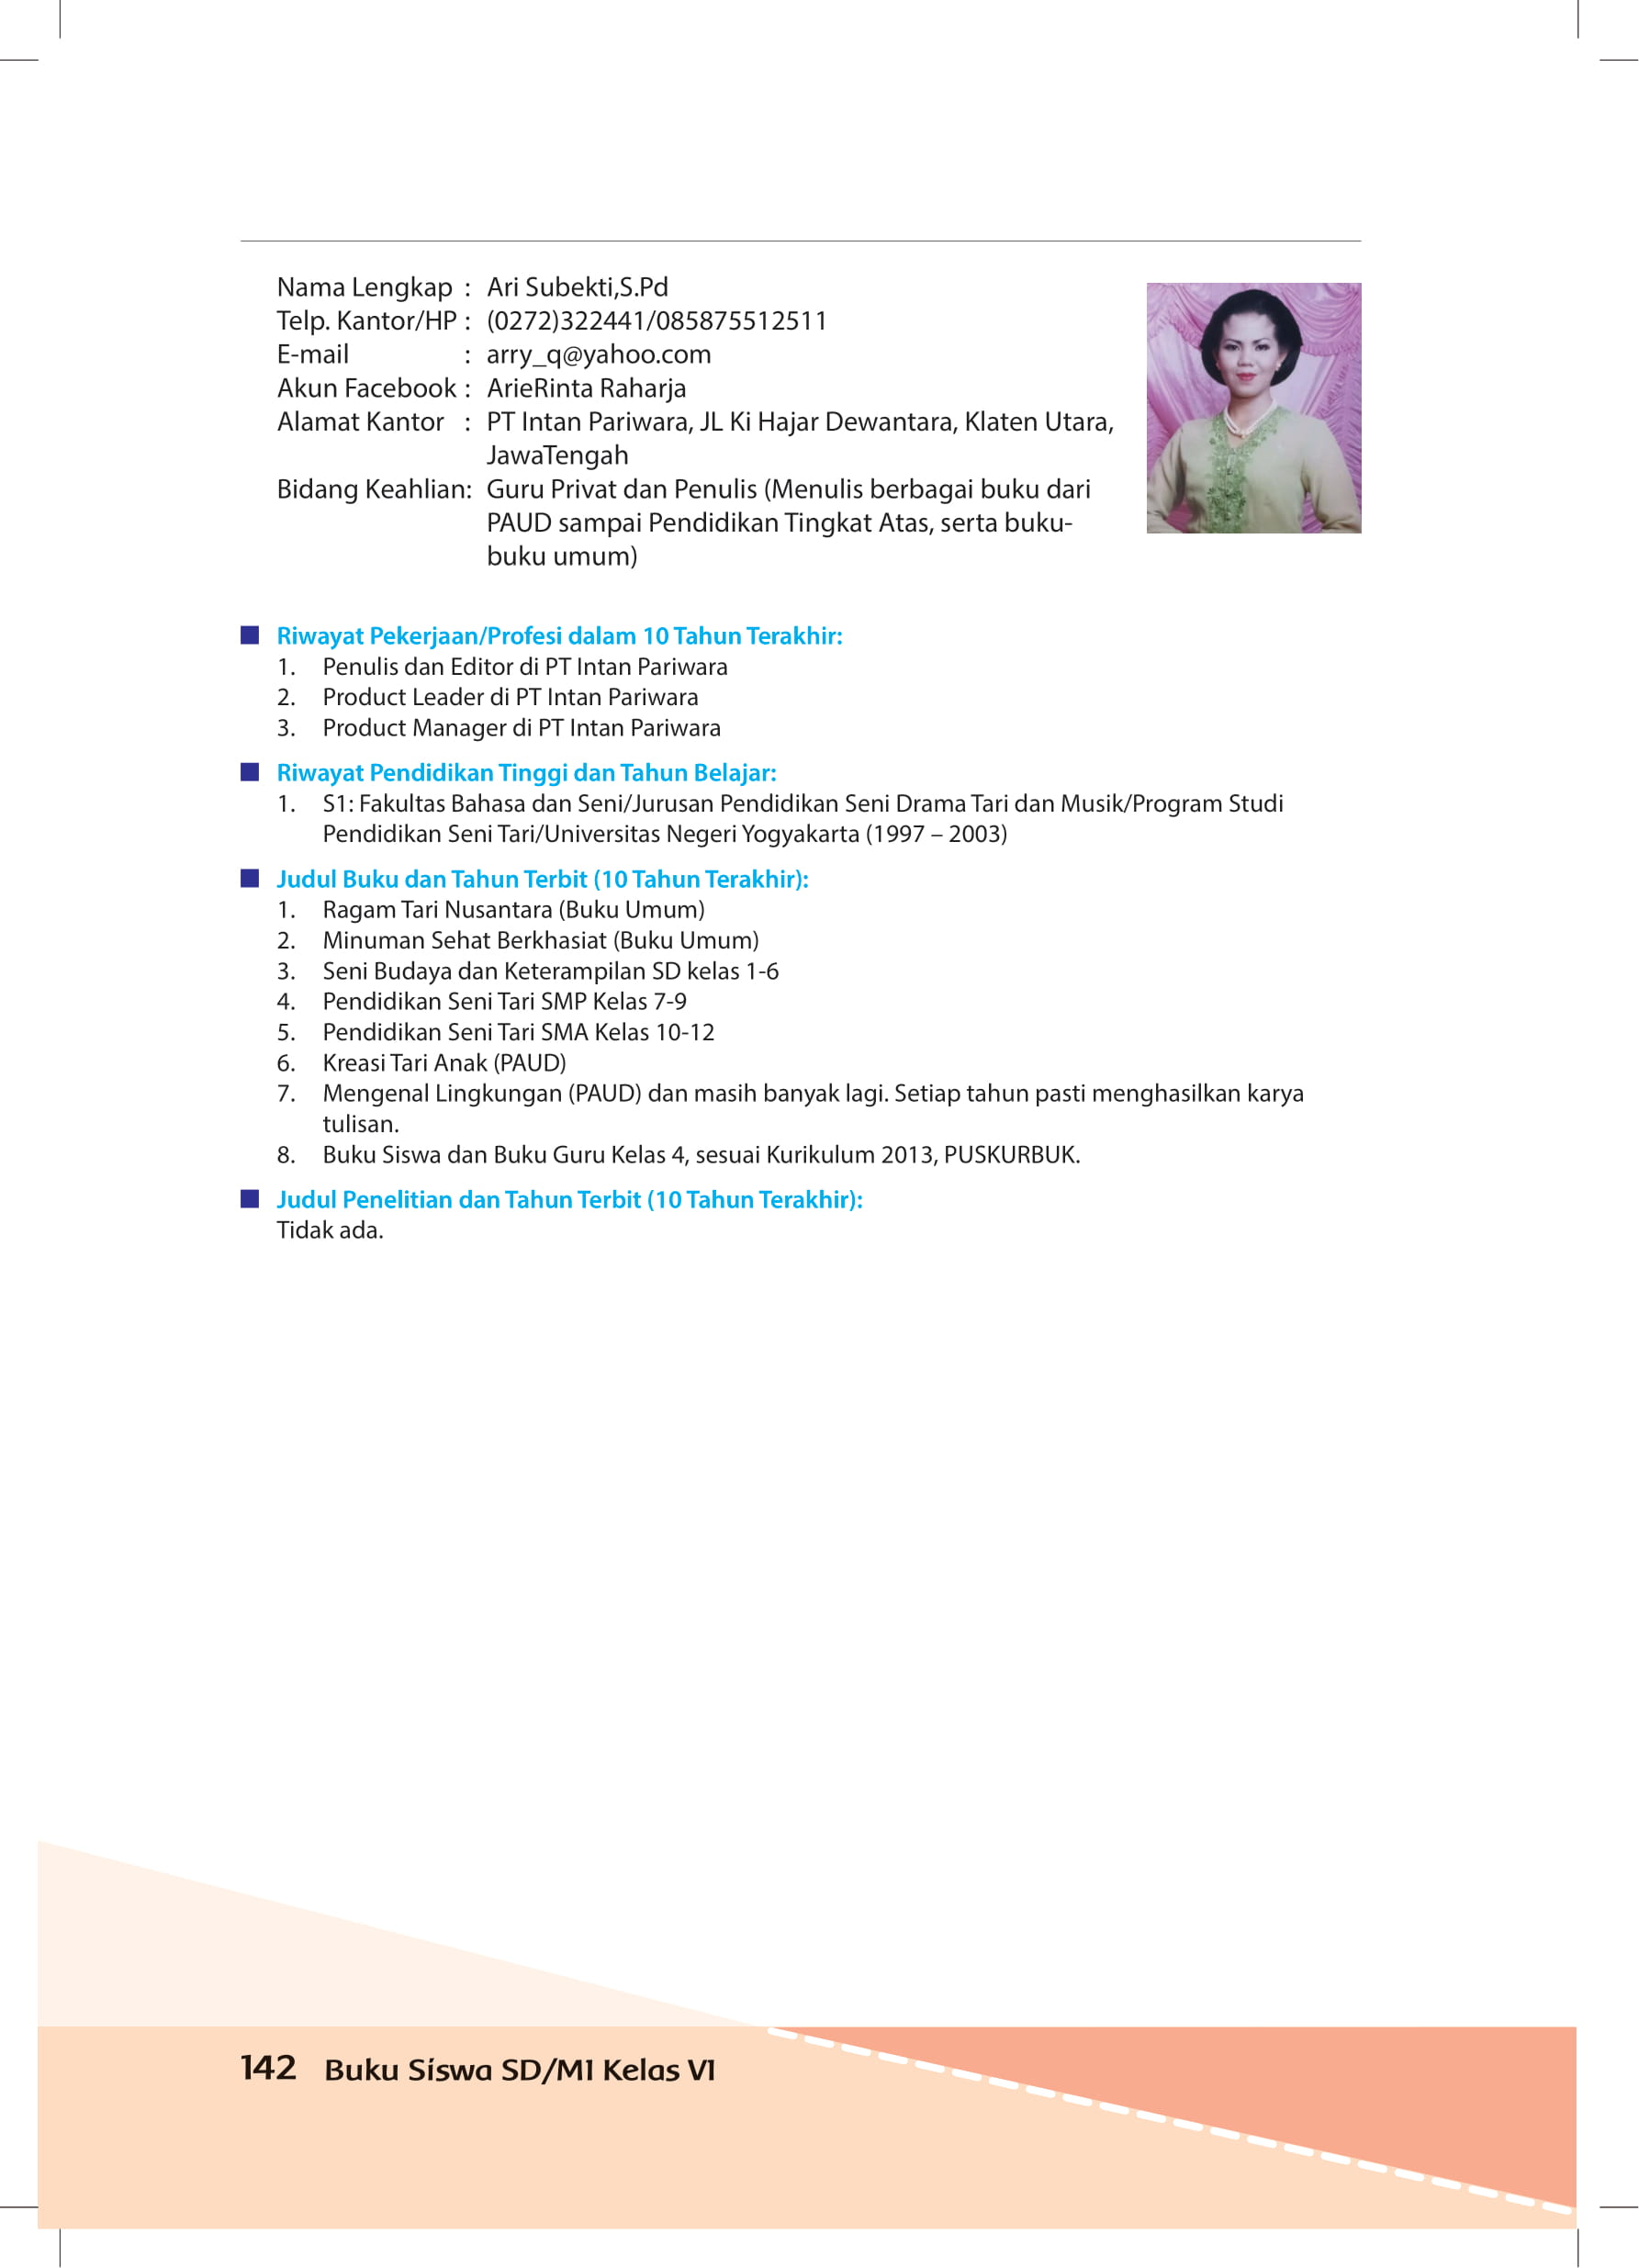 Nama Lengkap : Ari Subekti,S.Pd
Telp. Kantor/HP : (0272)322441/085875512511
E-mail : arry_q@yahoo.com
Akun Facebook : ArieRinta Raharja
Alamat Kantor : PT Intan Pariwara, JL Ki Hajar Dewantara, Klaten Utara,
JawaTengah
Bidang Keahlian: Guru Privat dan Penulis (Menulis berbagai buku dari
PAUD sampai Pendidikan Tingkat Atas, serta buku-
buku umum)
Riwayat Pekerjaan/Profesi dalam 10 Tahun Terakhir:
1. Penulis dan Editor di PT Intan Pariwara
2. Product Leader di PT Intan Pariwara
3. Product Manager di PT Intan Pariwara
Riwayat Pendidikan Tinggi dan Tahun Belajar:
1. S1: Fakultas Bahasa dan Seni/Jurusan Pendidikan Seni Drama Tari dan Musik/Program Studi
Pendidikan Seni Tari/Universitas Negeri Yogyakarta (1997 – 2003)
Judul Buku dan Tahun Terbit (10 Tahun Terakhir):
1. Ragam Tari Nusantara (Buku Umum)
2. Minuman Sehat Berkhasiat (Buku Umum)
3. Seni Budaya dan Keterampilan SD kelas 1-6
4. Pendidikan Seni Tari SMP Kelas 7-9
5. Pendidikan Seni Tari SMA Kelas 10-12
6. Kreasi Tari Anak (PAUD)
7. Mengenal Lingkungan (PAUD) dan masih banyak lagi. Setiap tahun pasti menghasilkan karya
tulisan.
8. Buku Siswa dan Buku Guru Kelas 4, sesuai Kurikulum 2013, PUSKURBUK.
Judul Penelitian dan Tahun Terbit (10 Tahun Terakhir):
Tidak ada.
142 Buku Siswa SD/MI Kelas VI